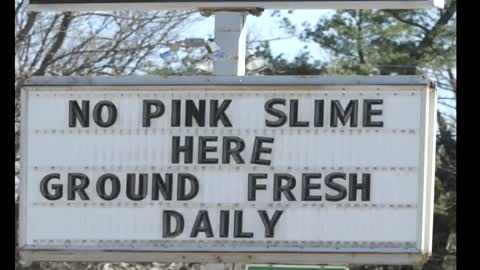 NO PINK SLIME
HERE
GROUND FRESH
DAILY